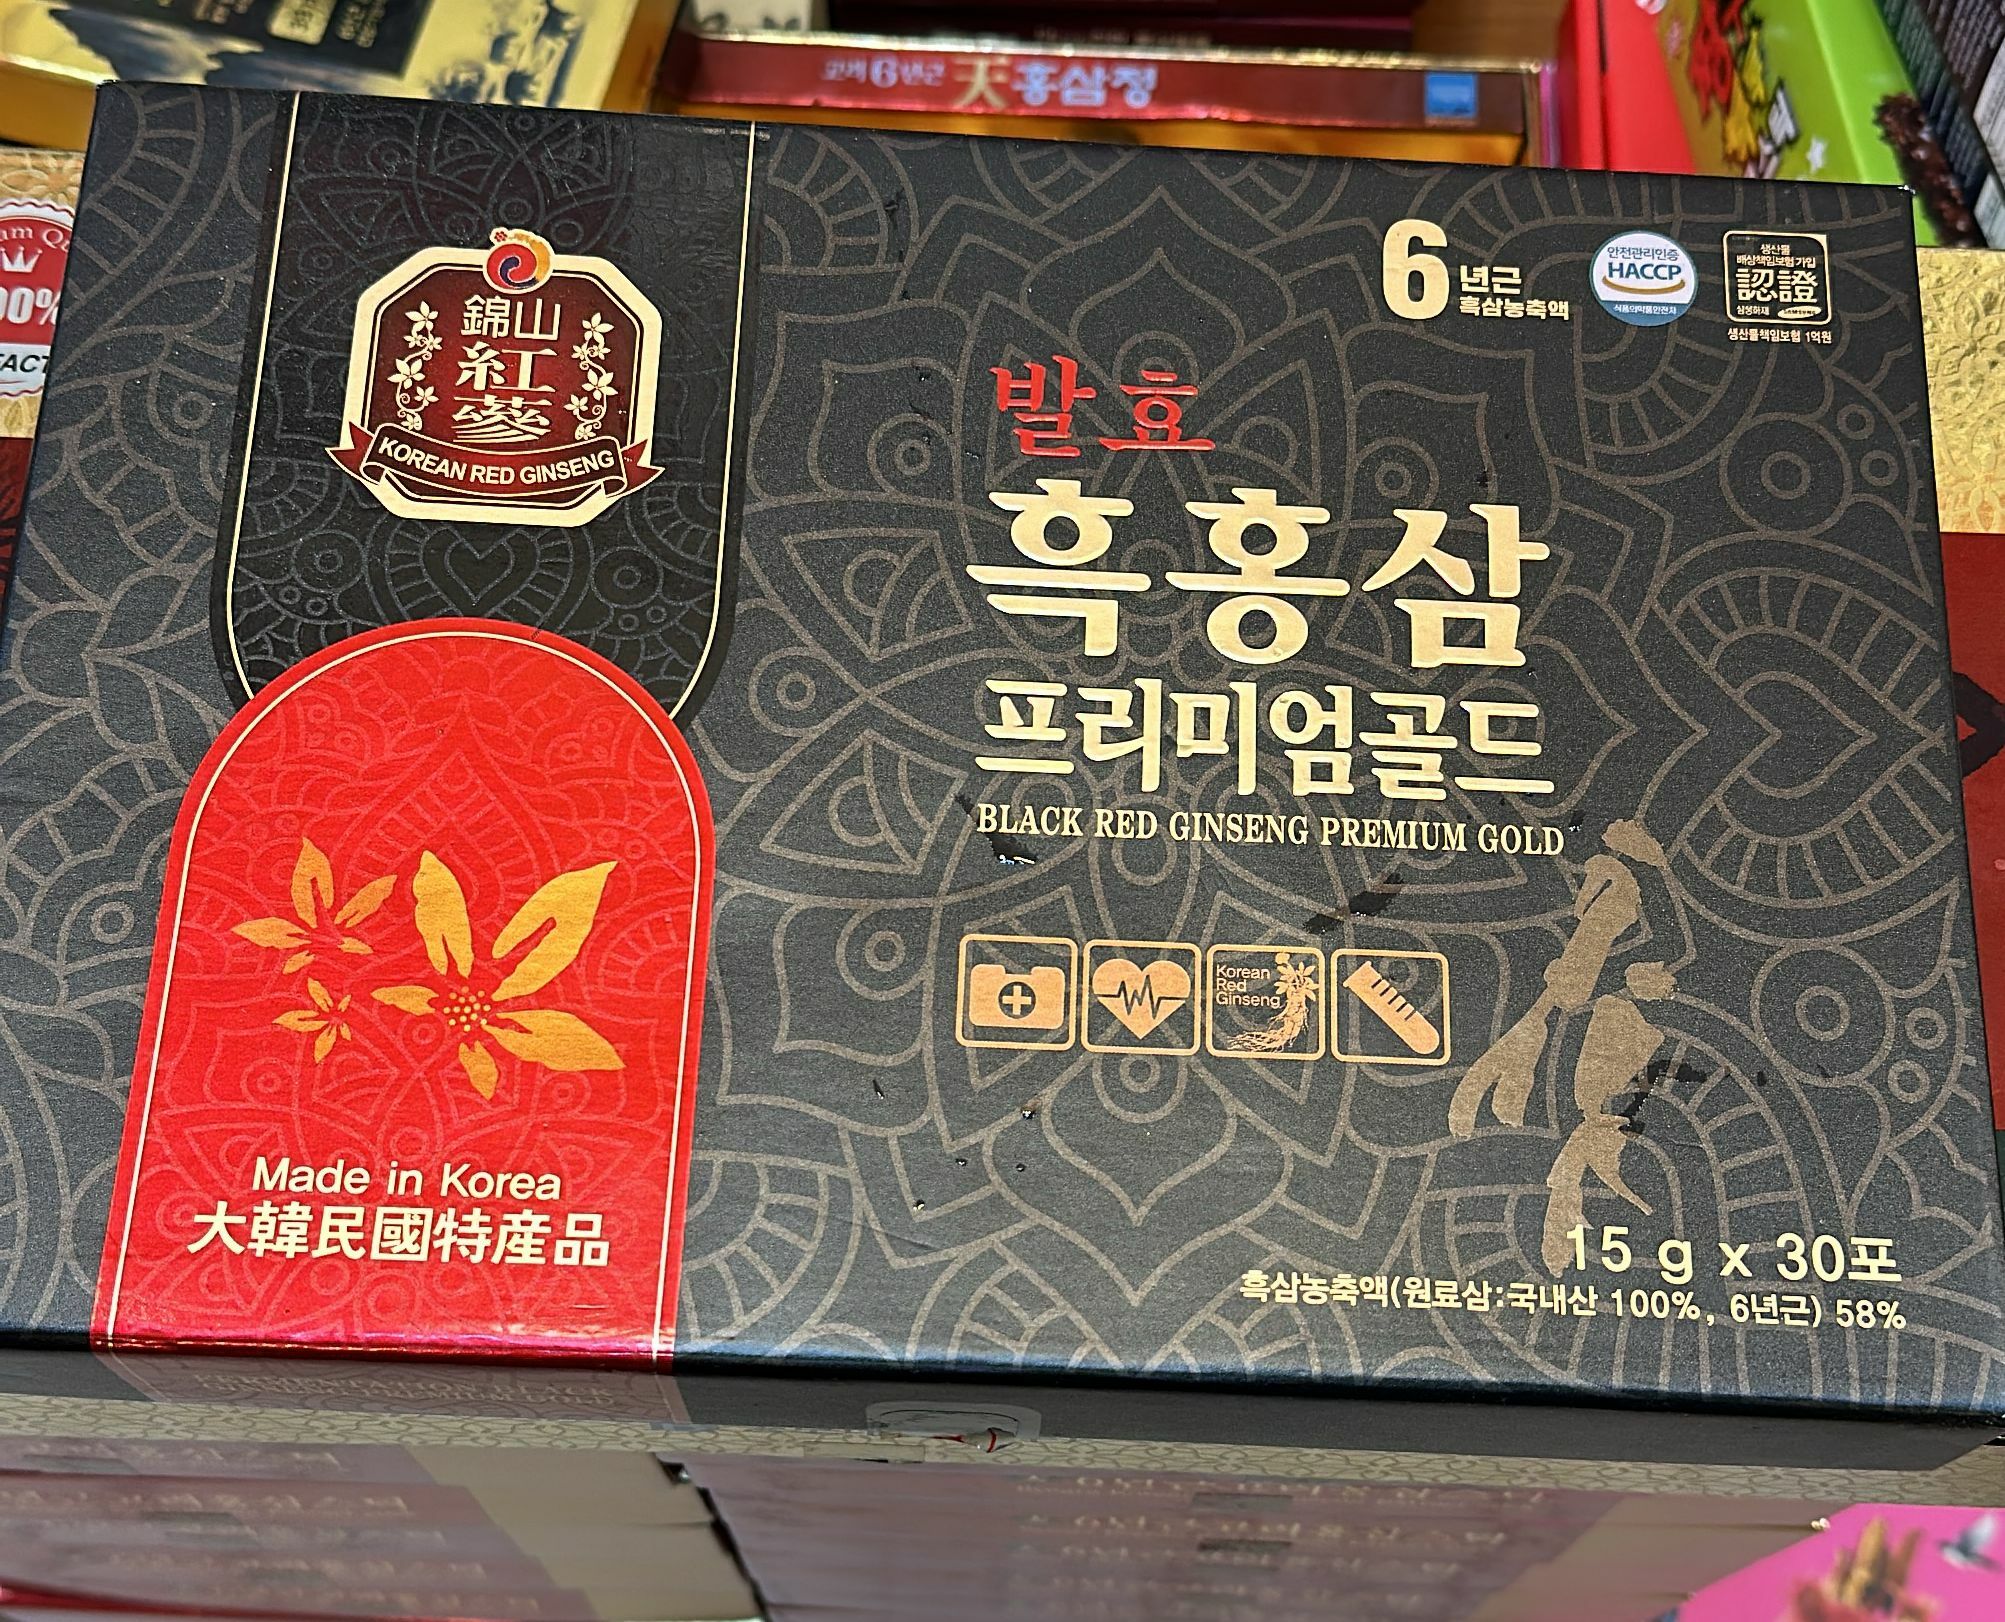 고려6년근 天홍삼정
錦山
紅
蔘
KOREAN RED GINSENG
6년근
흑삼농축액
안전관리인증
HACCP
식품의약품안전처
생산물
배상책임보험 가입
認證
삼성화재 SAMSUNG
생산물책임보험 1억원
발효
흑홍삼
프리미엄골드
BLACK RED GINSENG PREMIUM GOLD
Korean
Red
Ginseng
Made in Korea
大韓民國特産品
15 g x 30포
흑삼농축액(원료삼:국내산 100%, 6년근) 58%